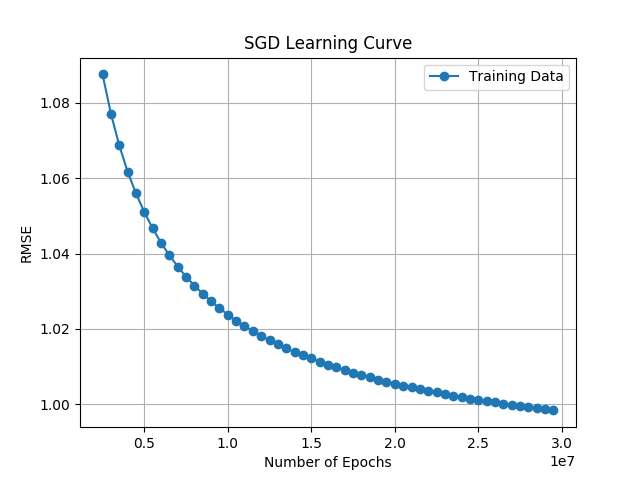 SGD Learning Curve
Training Data
RMSE
1.08
1.06
1.04
1.02
1.00
0.5 1.0 1.5 2.0 2.5 3.0
1e7
Number of Epochs